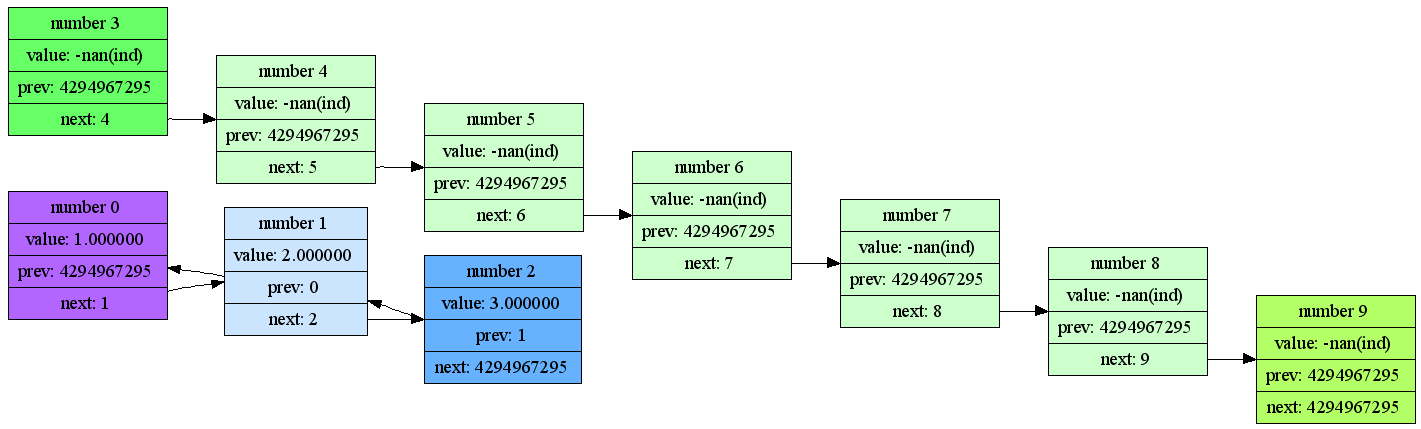 number 3
value: -nan(ind)
prev: 4294967295
next: 4
number 4
value: -nan(ind)
prev: 4294967295
next: 5
number 5
value: -nan(ind)
prev: 4294967295
next: 6
number 6
value: -nan(ind)
prev: 4294967295
next: 7
number 7
value: -nan(ind)
prev: 4294967295
next: 8
number 8
value: -nan(ind)
prev: 4294967295
next: 9
number 9
value: -nan(ind)
prev: 4294967295
next: 4294967295
number 0
value: 1.000000
prev: 4294967295
next: 1
number 1
value: 2.000000
prev: 0
next: 2
number 2
value: 3.000000
prev: 1
next: 4294967295